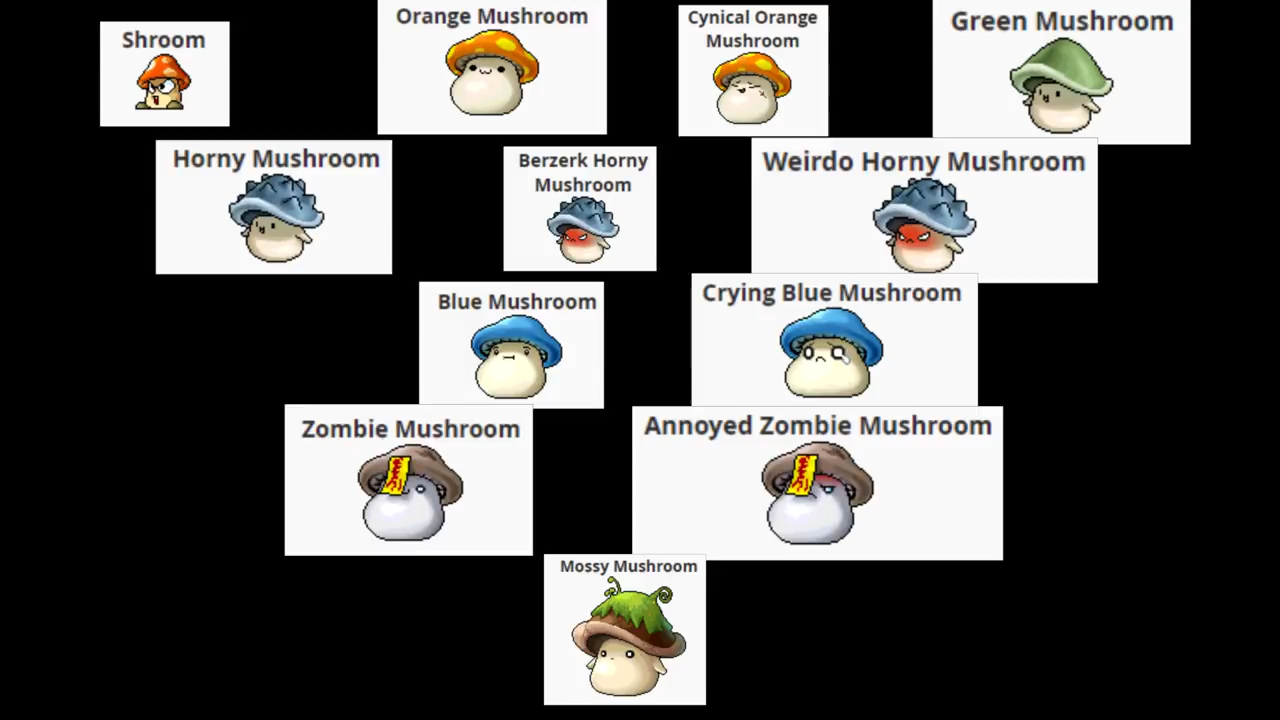 Shroom
Orange Mushroom
Cynical Orange
Mushroom
Green Mushroom
Horny Mushroom
Berzerk Horny
Mushroom
Weirdo Horny Mushroom
Blue Mushroom
Crying Blue Mushroom
Zombie Mushroom
Annoyed Zombie Mushroom
Mossy Mushroom